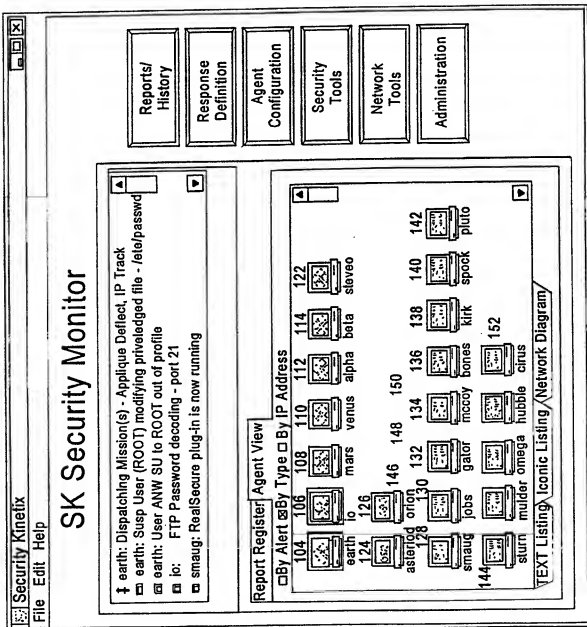 Security Kinetix
File Edit Help
SK Security Monitor
earth: Dispatching Mission(s) - Applique Deflect, IP Track
earth: Susp User (ROOT) modifying priveledged file - /etc/passwd
earth: User ANW SU to ROOT out of profile
io: FTP Password decoding - port 21
smaug: RealSecure plug-in is now running
Reports/
History
Response
Definition
Agent
Configuration
Security
Tools
Network
Tools
Administration
Report Register Agent View
By Alert By Type By IP Address
104 106 108 110 112 114 122
earth io mars venus alpha beta steveo
124 126 146 148 150
asteriod orion
128 130 132 134 136 138 140 142
smaug jobs gator mccoy bones kirk spock pluto
144 152
sturn mulder omega hubble cirus
TEXT Listing Iconic Listing Network Diagram